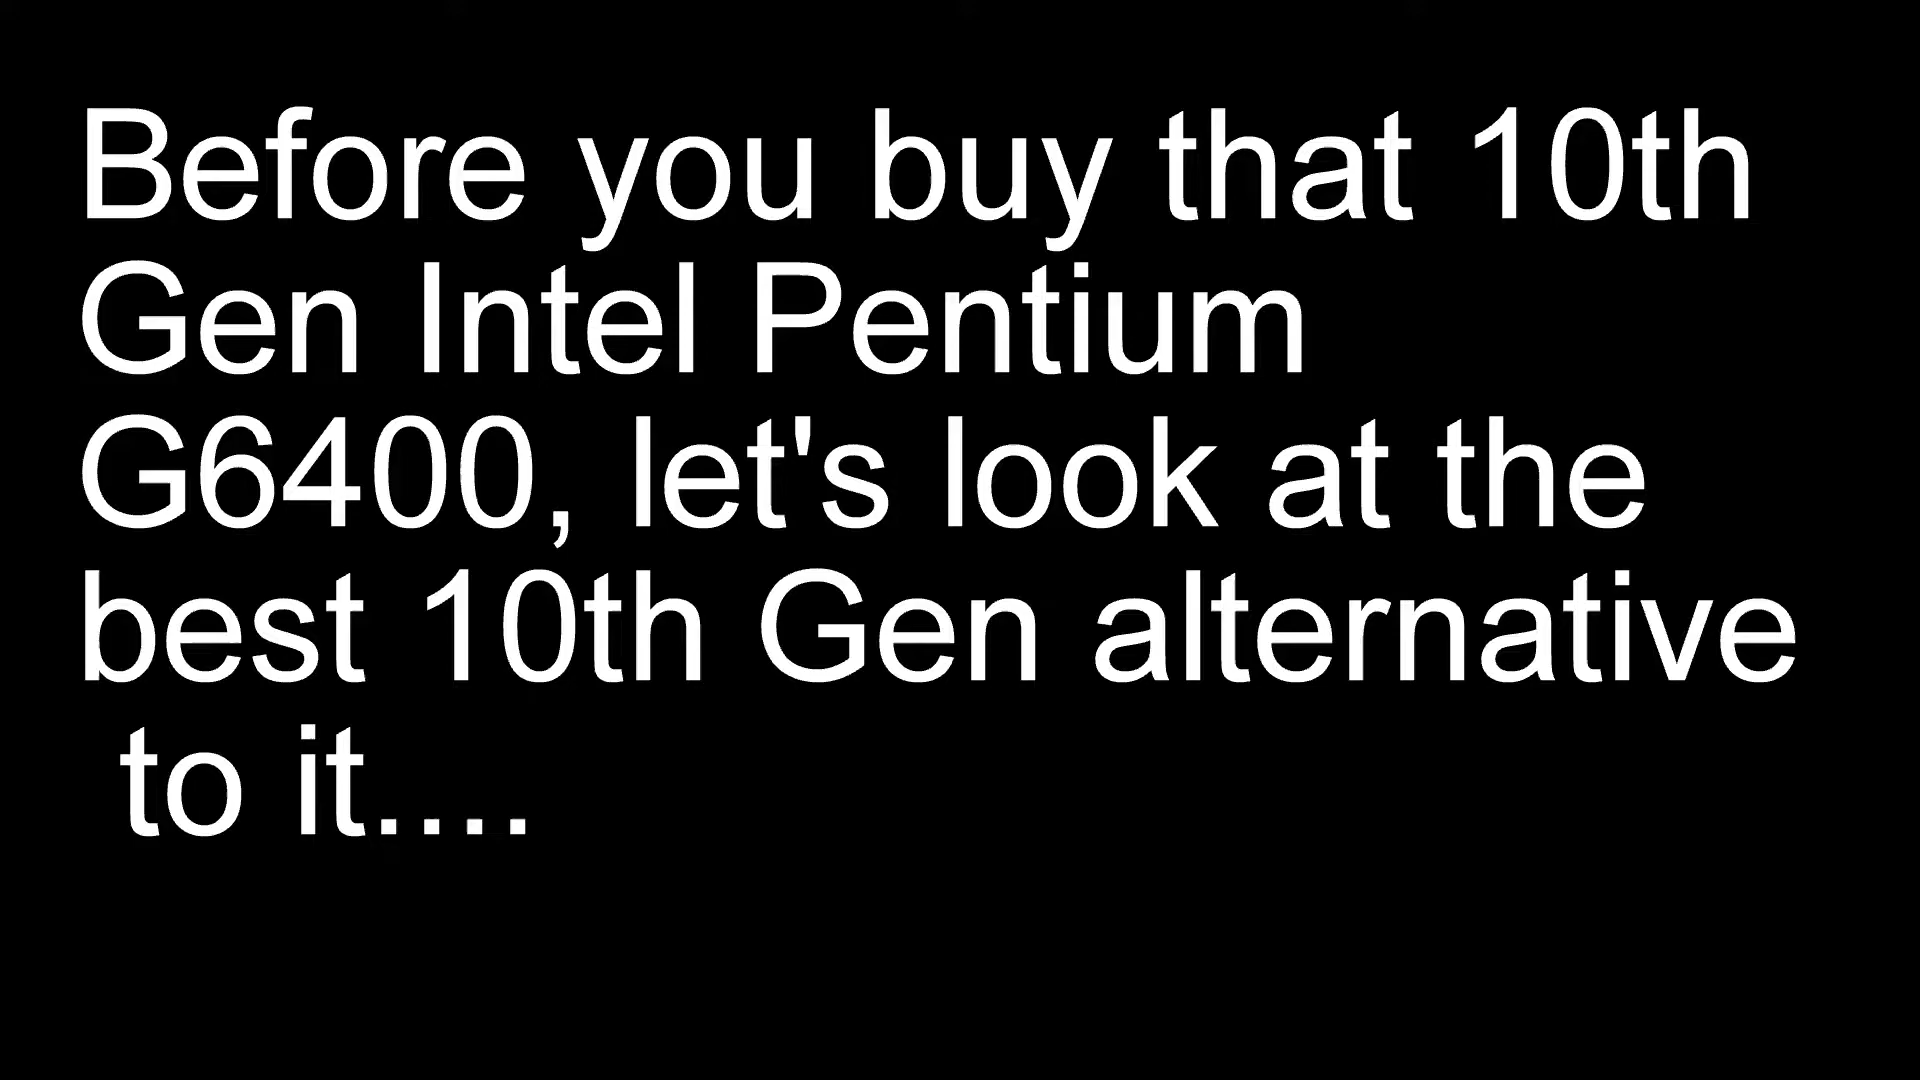 Before you buy that 10th
Gen Intel Pentium
G6400, let's look at the
best 10th Gen alternative
to it....